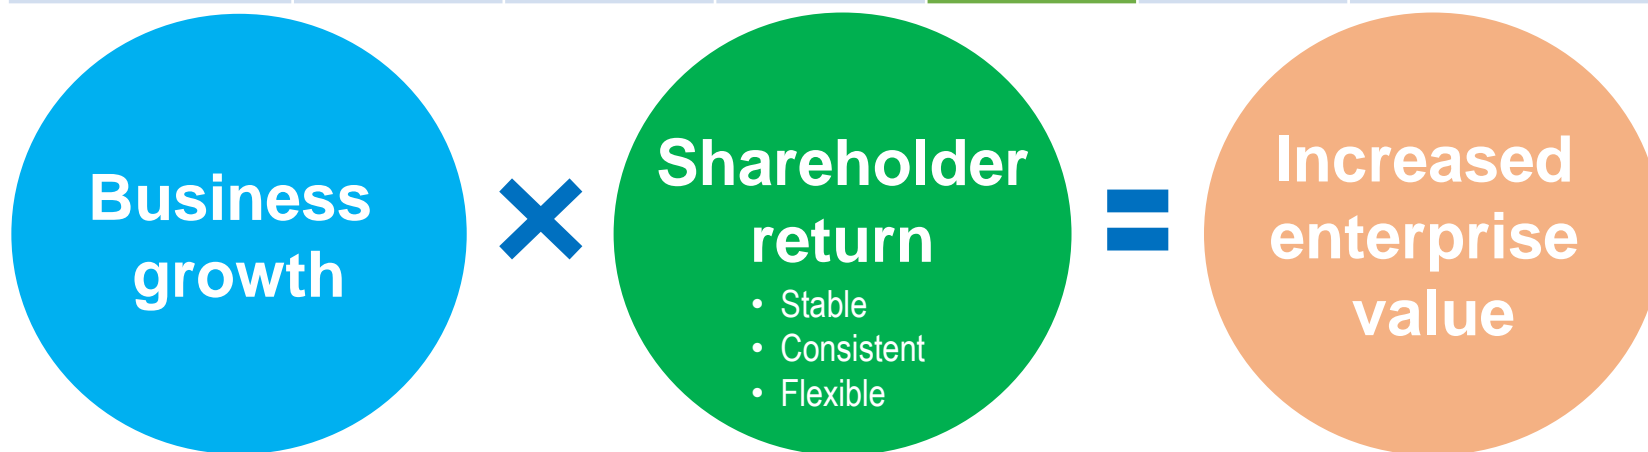 Business
growth
×
Shareholder
return
• Stable
• Consistent
• Flexible
=
Increased
enterprise
value